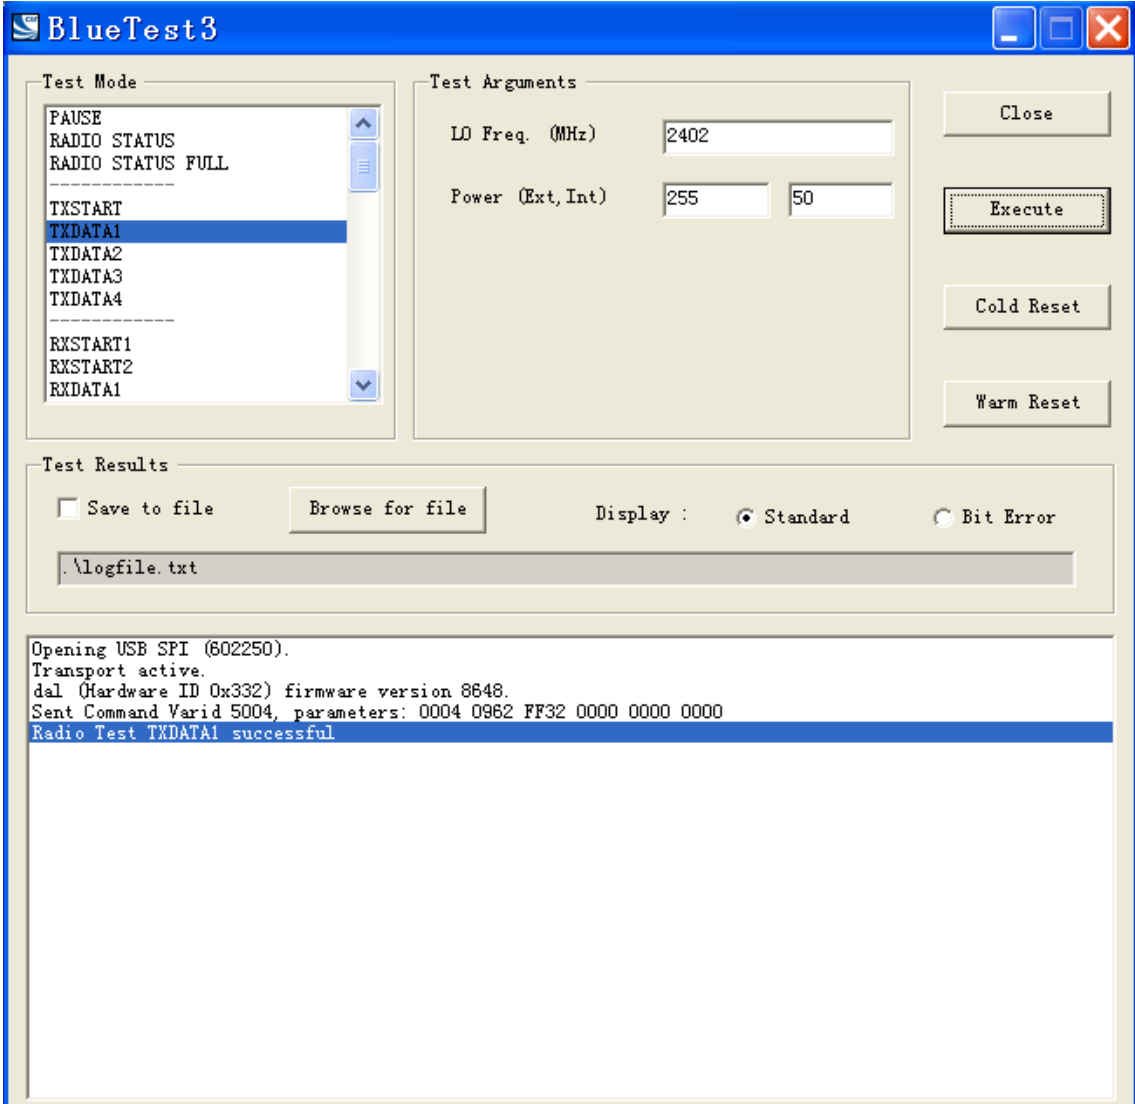 BlueTest3
Test Mode
PAUSE
RADIO STATUS
RADIO STATUS FULL
------------
TXSTART
TXDATA1
TXDATA2
TXDATA3
TXDATA4
------------
RXSTART1
RXSTART2
RXDATA1
Test Arguments
LO Freq. (MHz) 2402
Power (Ext,Int) 255 50
Close
Execute
Cold Reset
Warm Reset
Test Results
Save to file Browse for file Display : Standard Bit Error
.\logfile.txt
Opening USB SPI (602250).
Transport active.
dal (Hardware ID 0x332) firmware version 8648.
Sent Command Varid 5004, parameters: 0004 0962 FF32 0000 0000 0000
Radio Test TXDATA1 successful